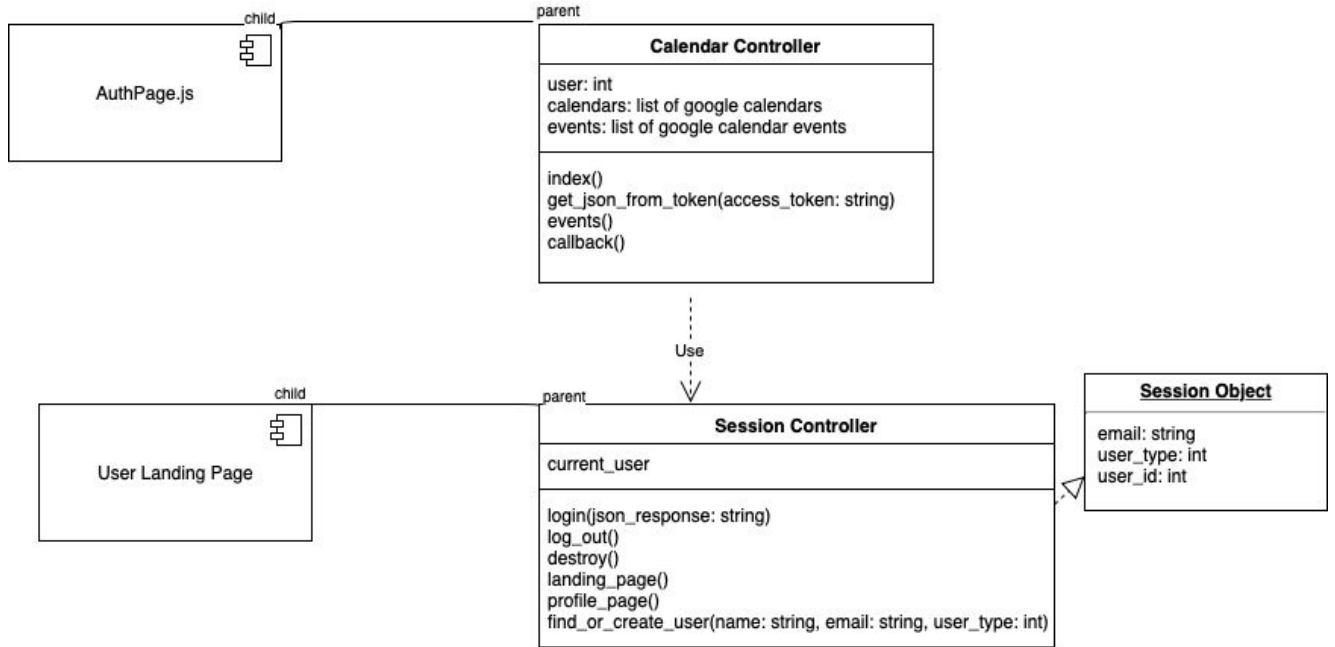 child
parent
AuthPage.js
Calendar Controller
user: int
calendars: list of google calendars
events: list of google calendar events
index()
get_json_from_token(access_token: string)
events()
callback()
Use
child
parent
User Landing Page
Session Controller
current_user
login(json_response: string)
log_out()
destroy()
landing_page()
profile_page()
find_or_create_user(name: string, email: string, user_type: int)
Session Object
email: string
user_type: int
user_id: int